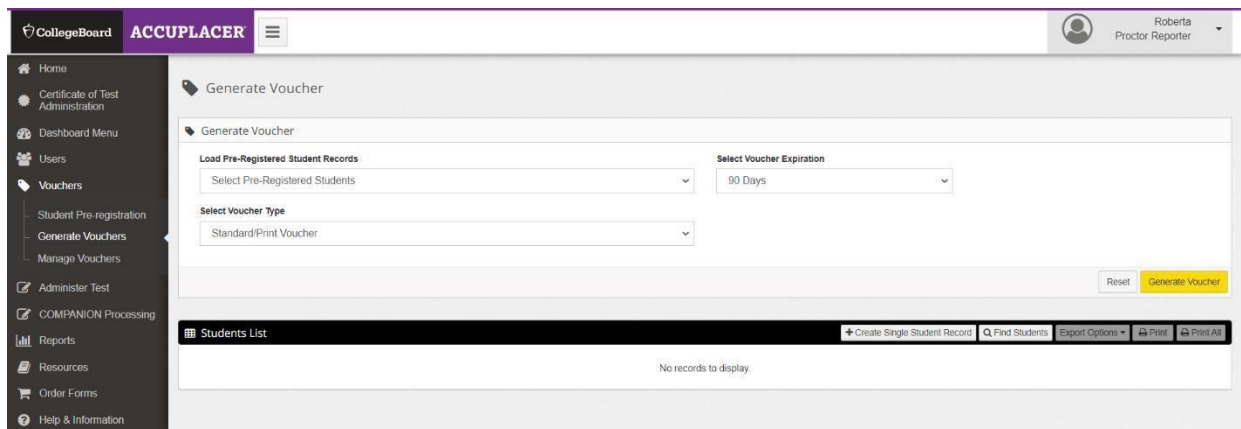 CollegeBoard ACCUPLACER
Roberta
Proctor Reporter
Home
Certificate of Test
Administration
Dashboard Menu
Users
Vouchers
Student Pre-registration
Generate Vouchers
Manage Vouchers
Administer Test
COMPANION Processing
Reports
Resources
Order Forms
Help & Information
Generate Voucher
Generate Voucher
Load Pre-Registered Student Records
Select Pre-Registered Students
Select Voucher Expiration
90 Days
Select Voucher Type
Standard/Print Voucher
Reset Generate Voucher
Students List
Create Single Student Record Find Students Export Options Print Print All
No records to display.